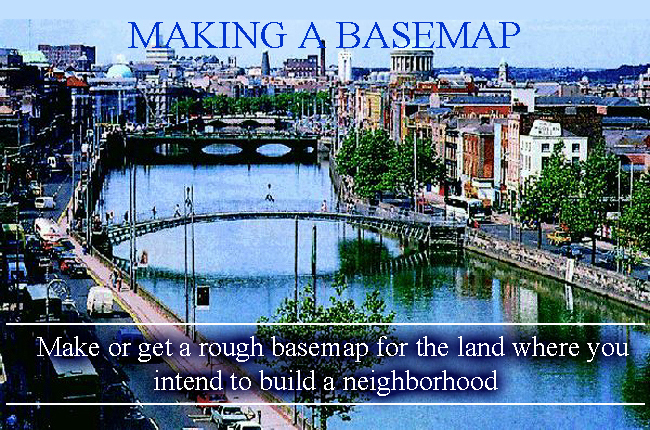 MAKING A BASEMAP
Make or get a rough basemap for the land where you
intend to build a neighborhood